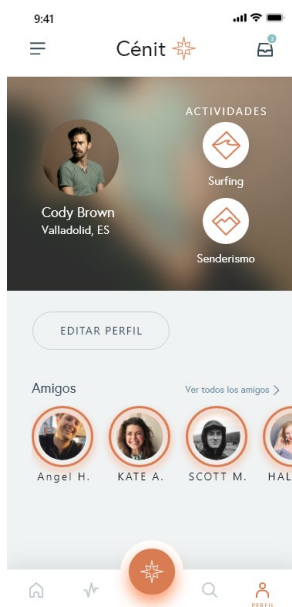 9:41
Cénit
3
ACTIVIDADES
Surfing
Cody Brown
Valladolid, ES
Senderismo
EDITAR PERFIL
Amigos
Ver todos los amigos >
Angel H.
KATE A.
SCOTT M.
HAL
PERFIL